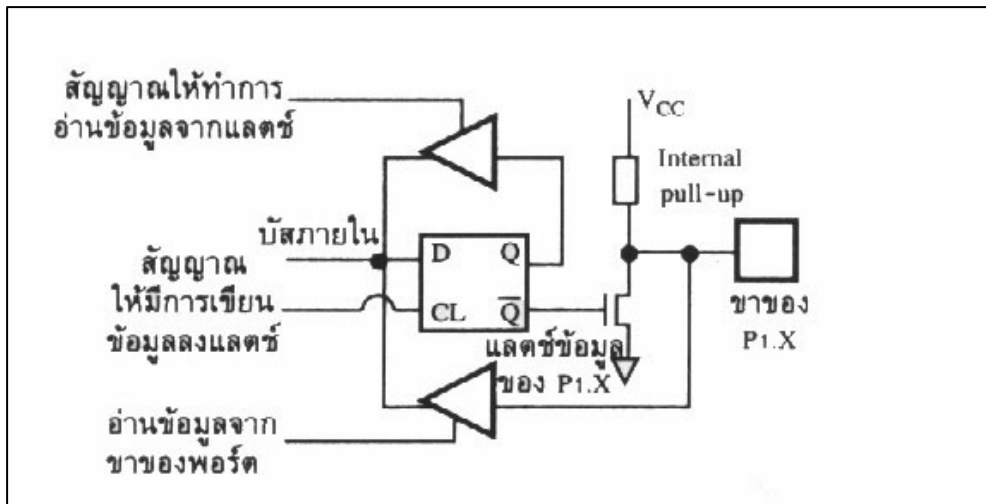 สัญญาณให้ทำการ
อ่านข้อมูลจากแลตช์
VCC
Internal
pull-up
บัสภายใน
สัญญาณ
ให้มีการเขียน
ข้อมูลลงแลตช์
D
Q
CL
Q̅
แลตช์ข้อมูล
ของ P1.X
ขาของ
P1.X
อ่านข้อมูลจาก
ขาของพอร์ต